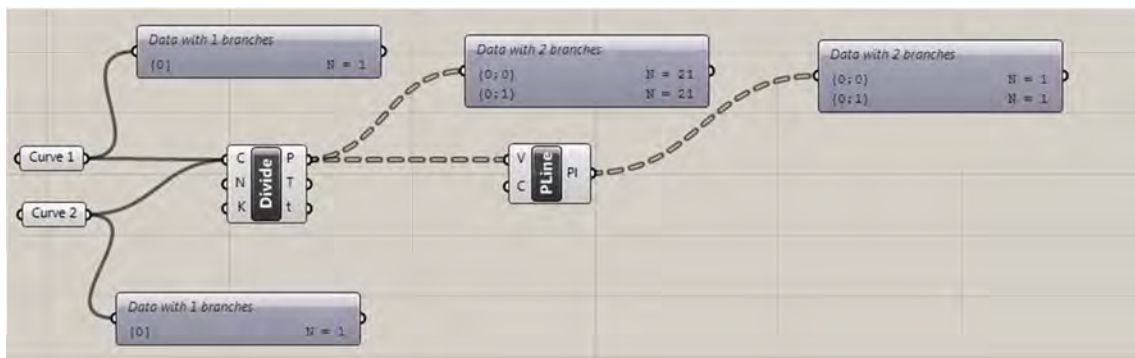 Data with 1 branches
{0} N = 1
Data with 2 branches
{0;0} N = 21
{0;1} N = 21
Data with 2 branches
{0;0} N = 1
{0;1} N = 1
Curve 1
Curve 2
C
N
K
Divide
P
T
t
V
C
PLine
Pl
Data with 1 branches
{0} N = 1